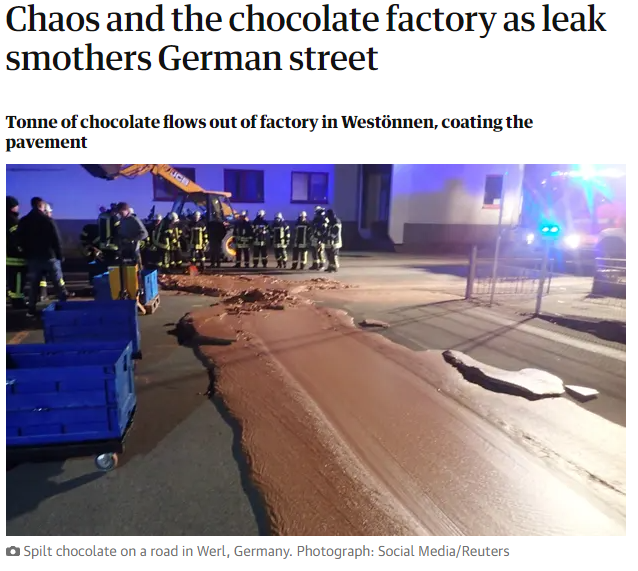 Chaos and the chocolate factory as leak
smothers German street
Tonne of chocolate flows out of factory in Westönnen, coating the
pavement
JCB
Spilt chocolate on a road in Werl, Germany. Photograph: Social Media/Reuters